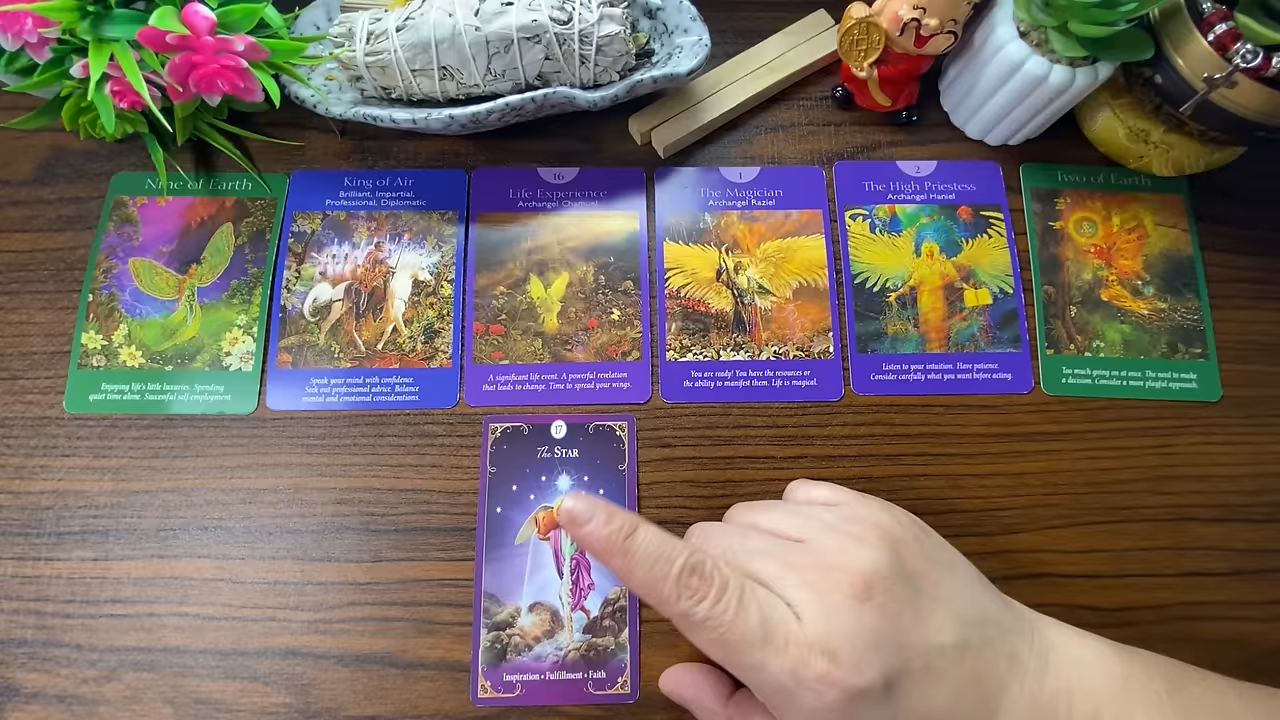 Nine of Earth
Enjoying life's little luxuries. Spending
quiet time alone. Successful self-employment.
King of Air
Brilliant, Impartial,
Professional, Diplomatic
Speak your mind with confidence.
Seek out professional advice. Balance
mental and emotional considerations.
16
Life Experience
Archangel Chamuel
A significant life event. A powerful revelation
that leads to change. Time to spread your wings.
1
The Magician
Archangel Raziel
You are ready! You have the resources or
the ability to manifest them. Life is magical.
2
The High Priestess
Archangel Haniel
Listen to your intuition. Have patience.
Consider carefully what you want before acting.
Two of Earth
Too much going on at once. The need to make
a decision. Consider a more playful approach.
17
The STAR
Inspiration • Fulfillment • Faith